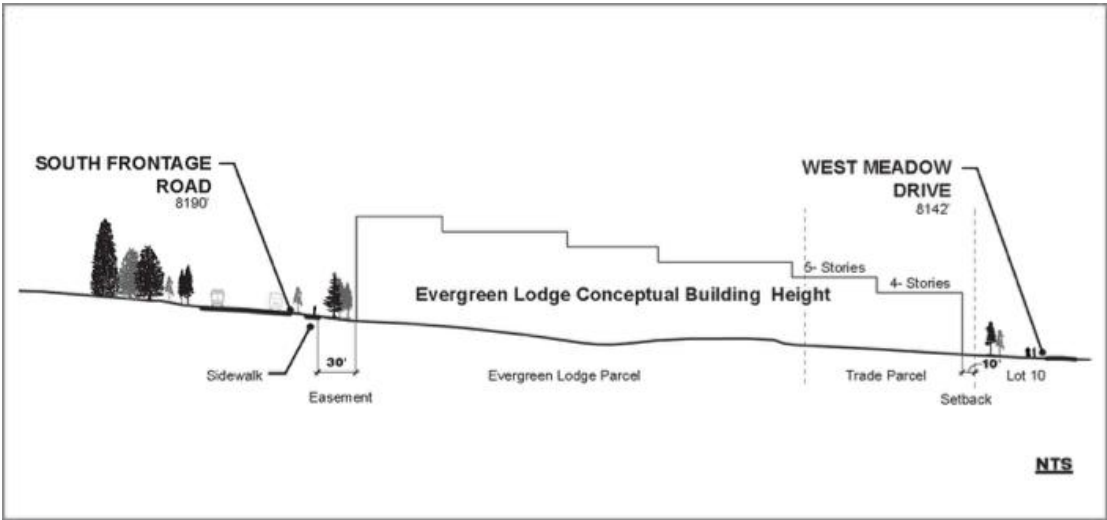 SOUTH FRONTAGE
ROAD
8190'
WEST MEADOW
DRIVE
8142'
5- Stories
4- Stories
Evergreen Lodge Conceptual Building Height
30'
10'
Sidewalk
Evergreen Lodge Parcel
Trade Parcel
Lot 10
Easement
Setback
NTS